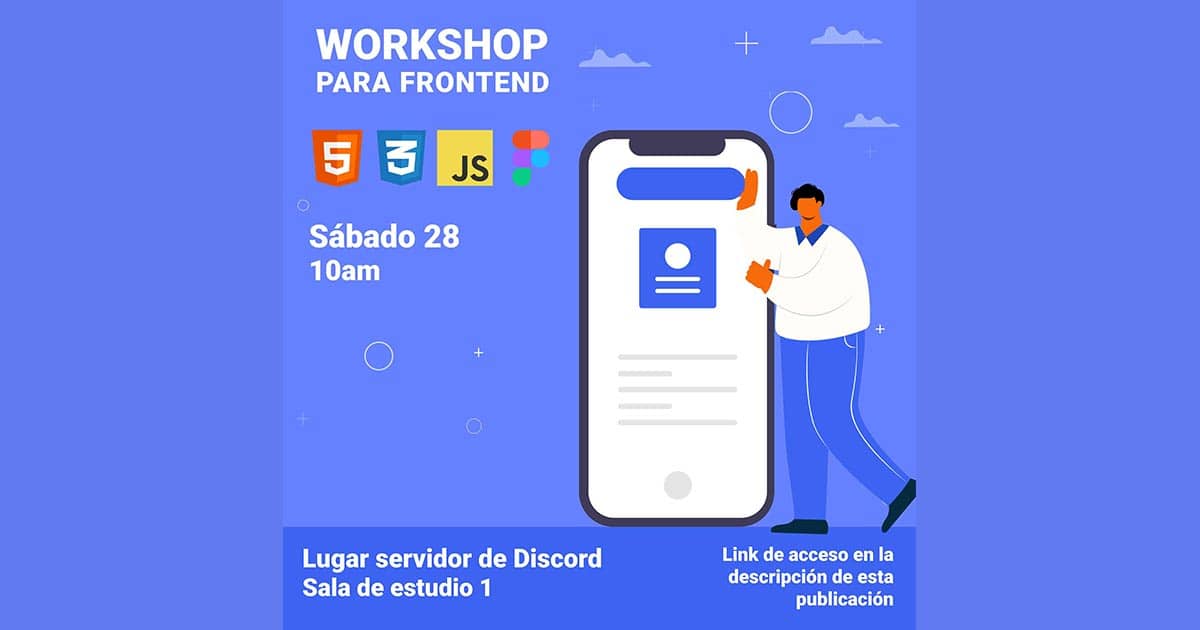 WORKSHOP
PARA FRONTEND
5 3 JS
Sábado 28
10am
Lugar servidor de Discord
Sala de estudio 1
Link de acceso en la
descripción de esta
publicación